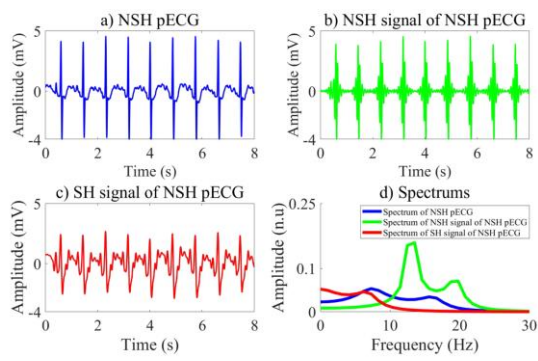 a) NSH pECG
5
0
-4
Amplitude (mV)
0 2 4 6 8
Time (s)
b) NSH signal of NSH pECG
5
0
-4
Amplitude (mV)
0 2 4 6 8
Time (s)
c) SH signal of NSH pECG
5
0
-4
Amplitude (mV)
0 2 4 6 8
Time (s)
d) Spectrums
0.25
0.1
0
Amplitude (n.u)
Spectrum of NSH pECG
Spectrum of NSH signal of NSH pECG
Spectrum of SH signal of NSH pECG
0 10 20 30
Frequency (Hz)